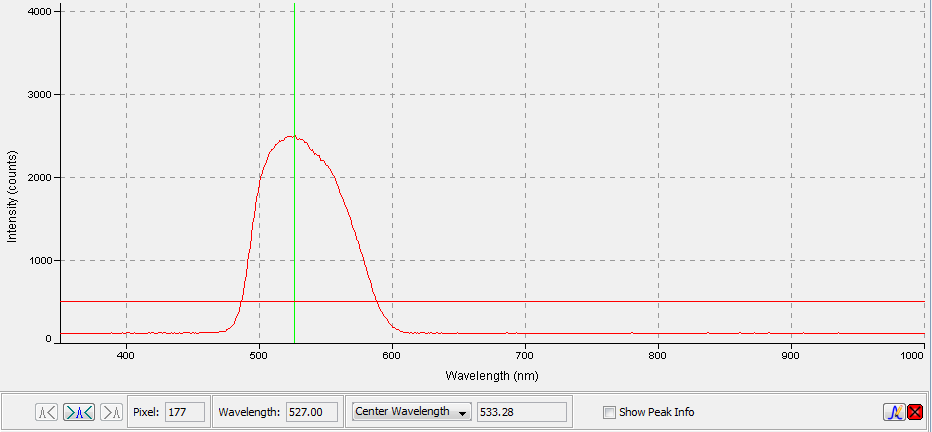 4000
3000
2000
1000
0
Intensity (counts)
400 500 600 700 800 900 1000
Wavelength (nm)
Pixel: 177 Wavelength: 527.00 Center Wavelength 533.28 Show Peak Info